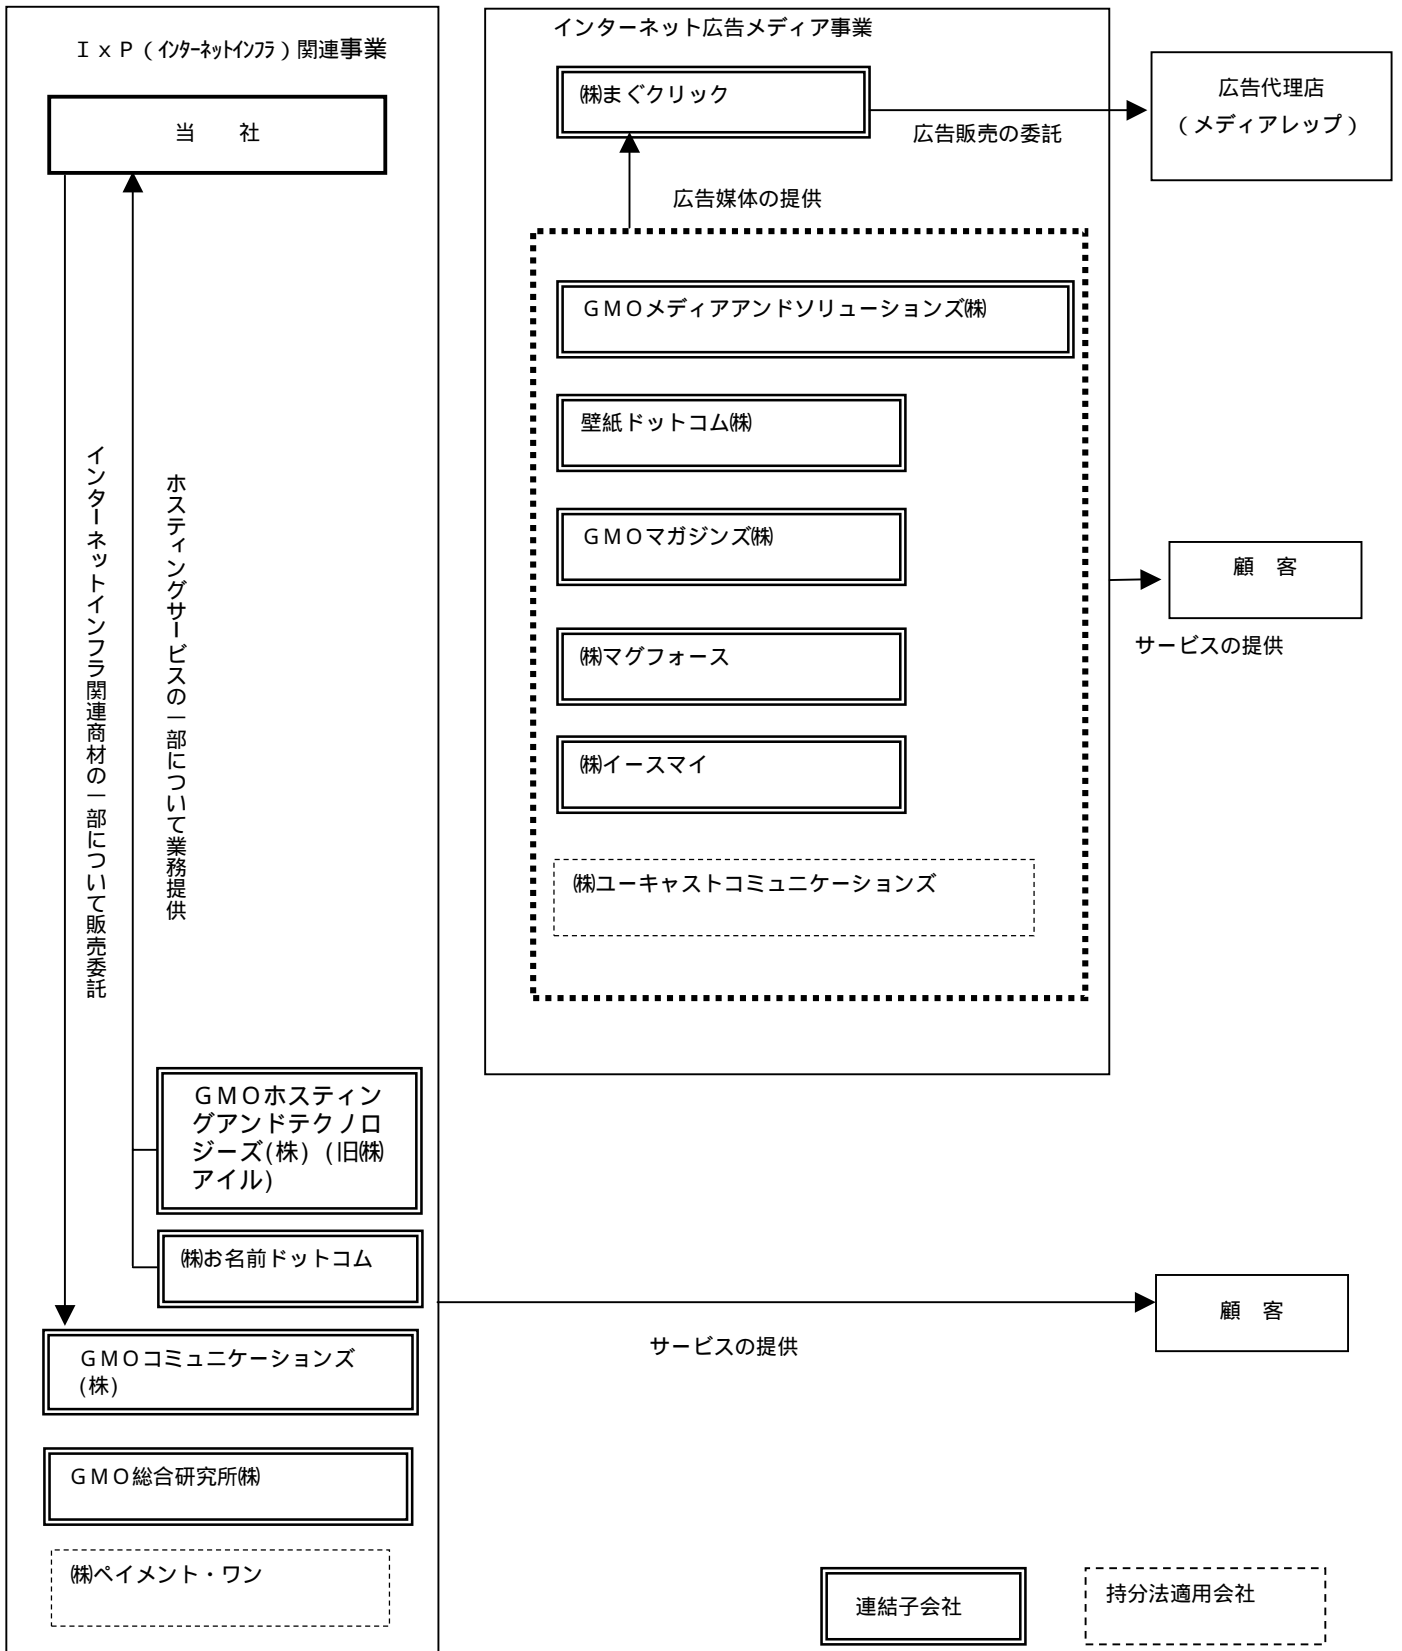 ＩｘＰ（ｲﾝﾀｰﾈｯﾄｲﾝﾌﾗ）関連事業
当　　社
インターネットインフラ関連商材の一部について販売委託
ホスティングサービスの一部について業務提供
ＧＭＯホスティン
グアンドテクノロ
ジーズ(株)（旧㈱
アイル）
㈱お名前ドットコム
ＧＭＯコミュニケーションズ
(株)
ＧＭＯ総合研究所㈱
㈱ペイメント・ワン
インターネット広告メディア事業
㈱まぐクリック
広告販売の委託
広告代理店
（メディアレップ）
広告媒体の提供
ＧＭＯメディアアンドソリューションズ㈱
壁紙ドットコム㈱
ＧＭＯマガジンズ㈱
㈱マグフォース
㈱イースマイ
㈱ユーキャストコミュニケーションズ
顧　客
サービスの提供
顧　客
サービスの提供
連結子会社
持分法適用会社